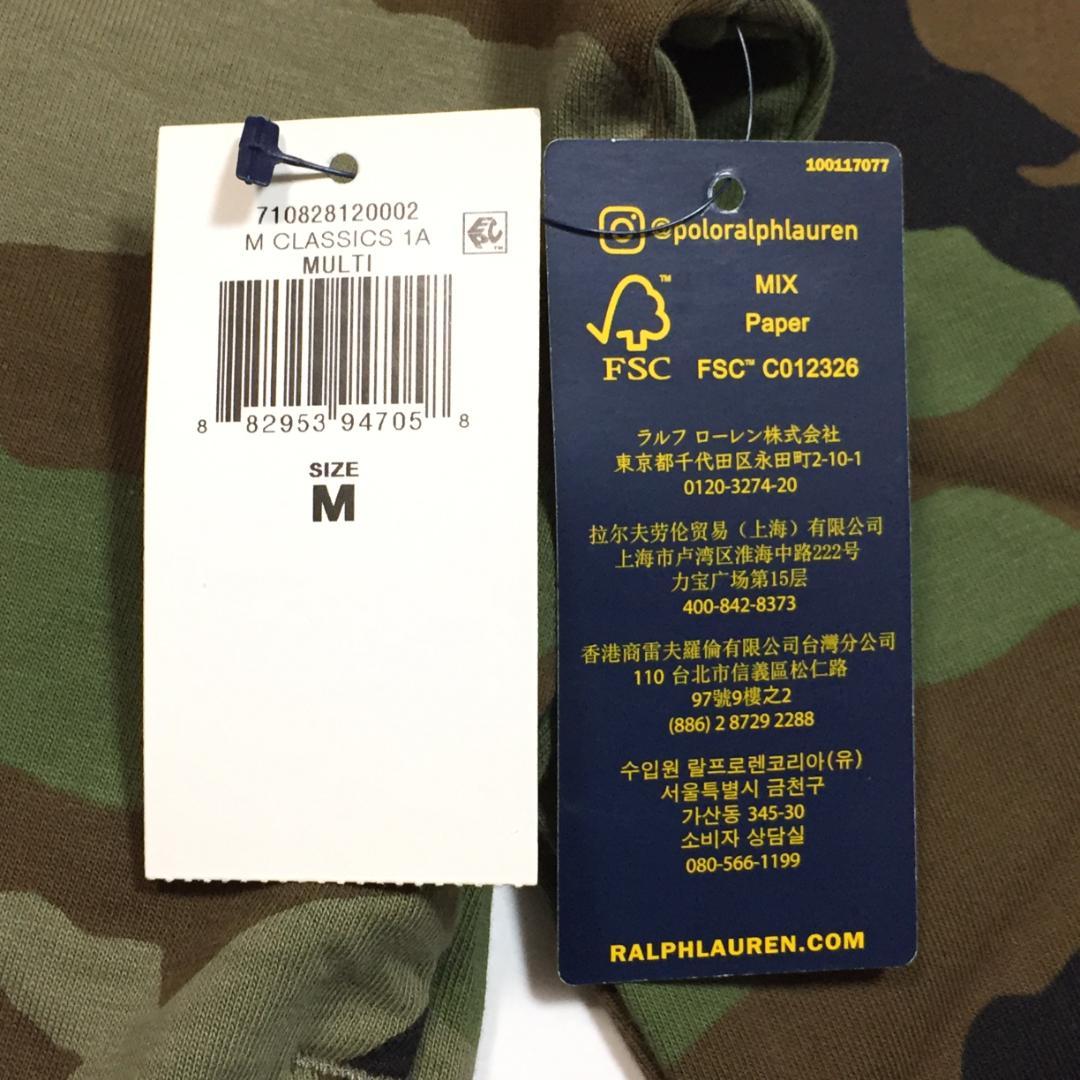 710828120002
M CLASSICS 1A
MULTI
8 82953 94705 8
SIZE
M
100117077
@poloralphlauren
FSC
MIX
Paper
FSC™ C012326
ラルフ ローレン株式会社
東京都千代田区永田町2-10-1
0120-3274-20
拉尔夫劳伦贸易（上海）有限公司
上海市卢湾区淮海中路222号
力宝广场第15层
400-842-8373
香港商雷夫羅倫有限公司台灣分公司
110 台北市信義區松仁路
97號9樓之2
(886) 2 8729 2288
수입원 랄프로렌코리아(유)
서울특별시 금천구
가산동 345-30
소비자 상담실
080-566-1199
RALPHLAUREN.COM